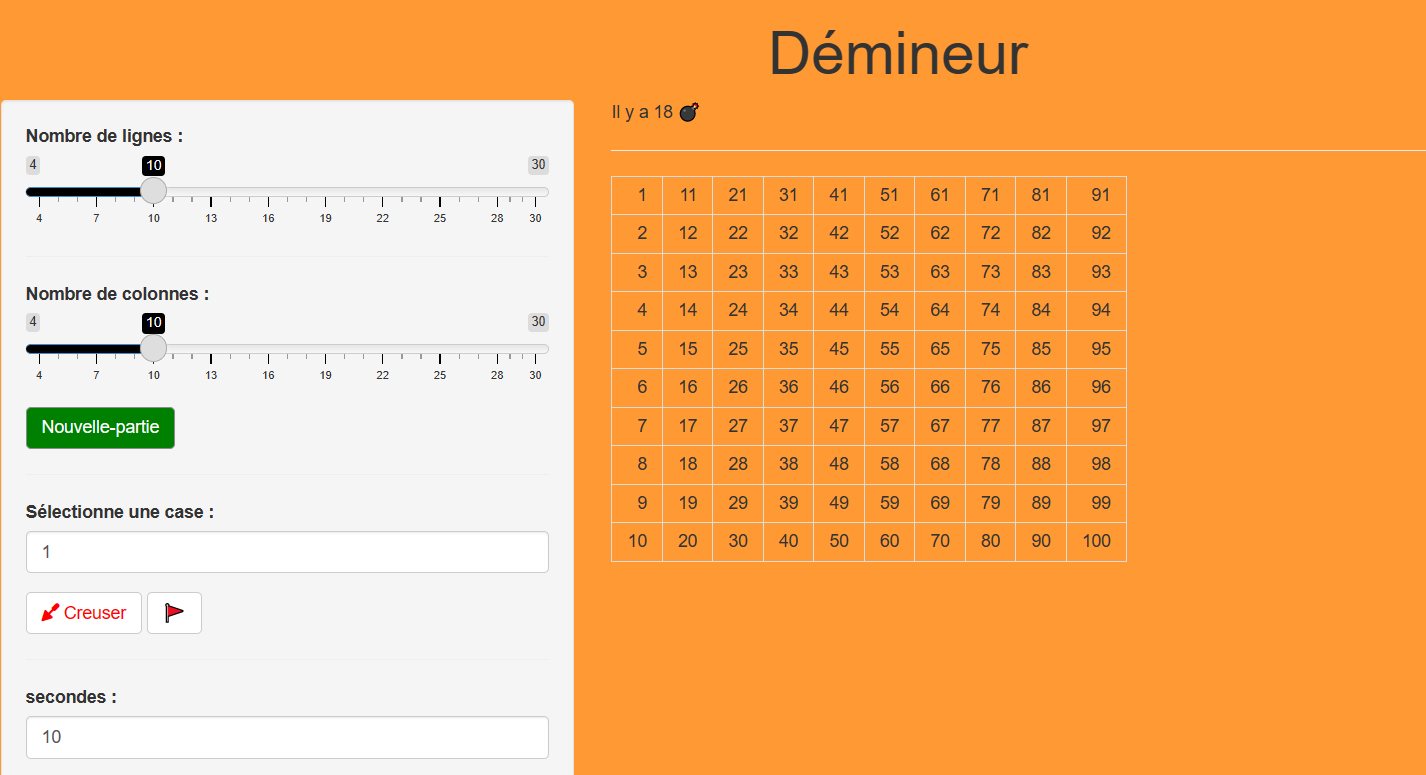 Démineur
Il y a 18 💣
Nombre de lignes :
4 10 30
4 7 10 13 16 19 22 25 28 30
Nombre de colonnes :
4 10 30
4 7 10 13 16 19 22 25 28 30
Nouvelle-partie
Sélectionne une case :
1
Creuser
secondes :
10
1 11 21 31 41 51 61 71 81 91
2 12 22 32 42 52 62 72 82 92
3 13 23 33 43 53 63 73 83 93
4 14 24 34 44 54 64 74 84 94
5 15 25 35 45 55 65 75 85 95
6 16 26 36 46 56 66 76 86 96
7 17 27 37 47 57 67 77 87 97
8 18 28 38 48 58 68 78 88 98
9 19 29 39 49 59 69 79 89 99
10 20 30 40 50 60 70 80 90 100